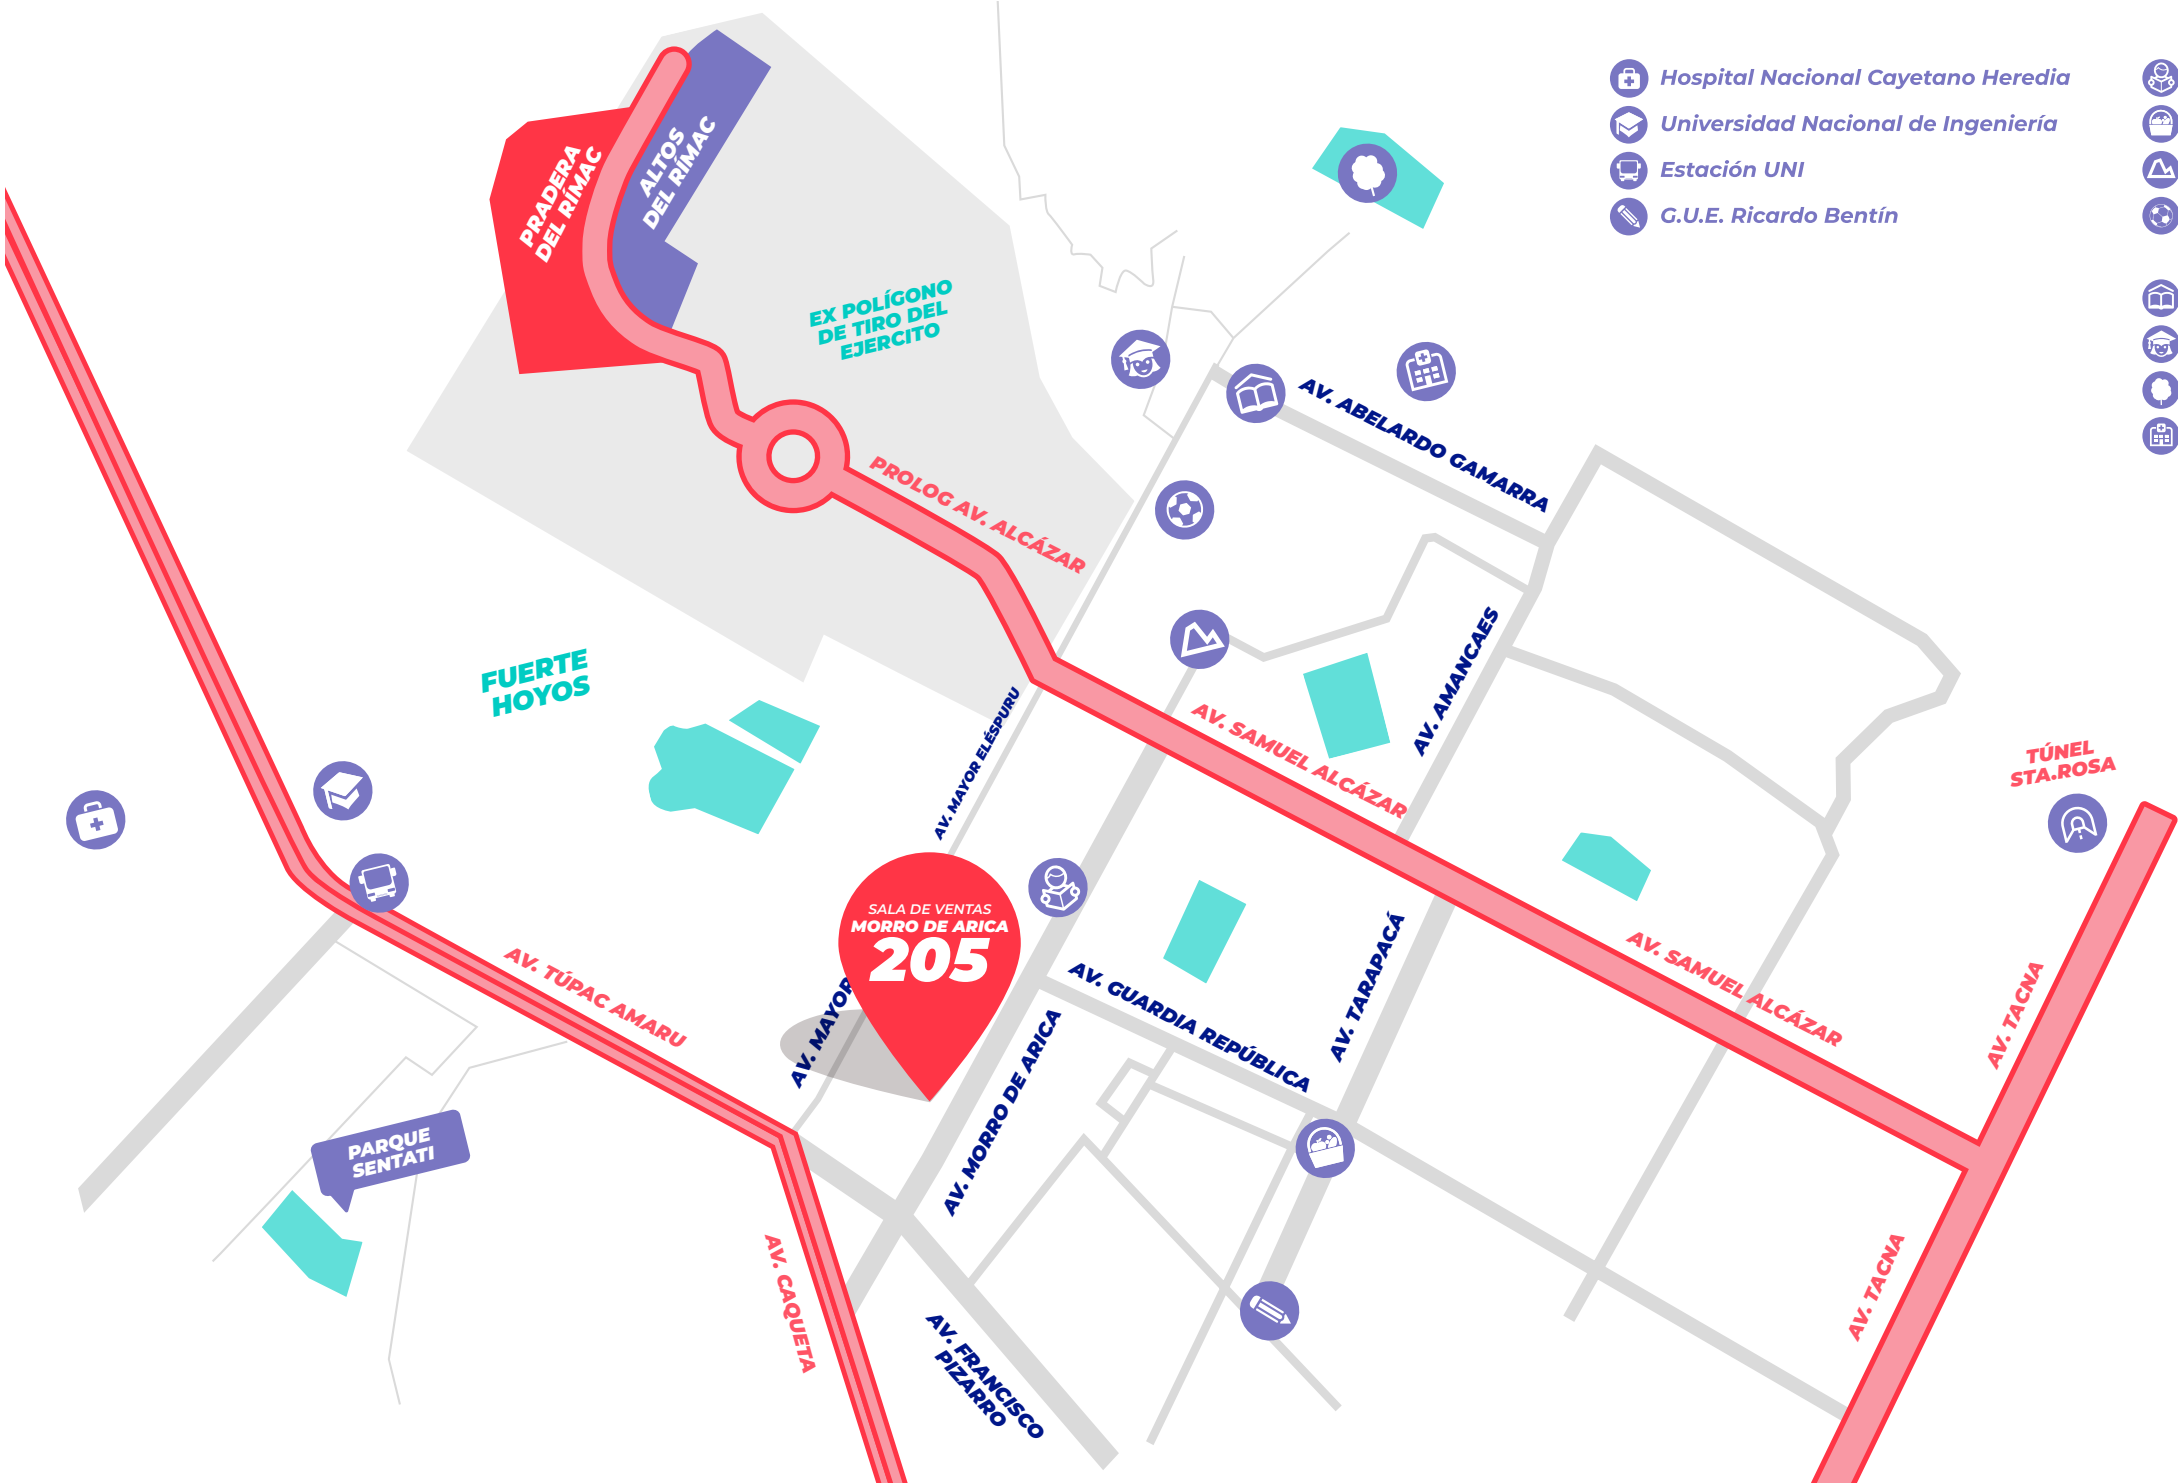 Hospital Nacional Cayetano Heredia
Universidad Nacional de Ingeniería
Estación UNI
G.U.E. Ricardo Bentín
PRADERA
DEL RÍMAC
ALTOS
DEL RÍMAC
EX POLÍGONO
DE TIRO DEL
EJERCITO
PROLOG AV. ALCÁZAR
AV. ABELARDO GAMARRA
FUERTE
HOYOS
AV. MAYOR ELÉSPURU
AV. SAMUEL ALCÁZAR
AV. AMANCAES
TÚNEL
STA.ROSA
SALA DE VENTAS
MORRO DE ARICA
205
AV. MAYOR
AV. TÚPAC AMARU
AV. GUARDIA REPÚBLICA
AV. TARAPACÁ
AV. SAMUEL ALCÁZAR
AV. TACNA
AV. MORRO DE ARICA
PARQUE
SENTATI
AV. CAQUETA
AV. FRANCISCO
PIZARRO
AV. TACNA